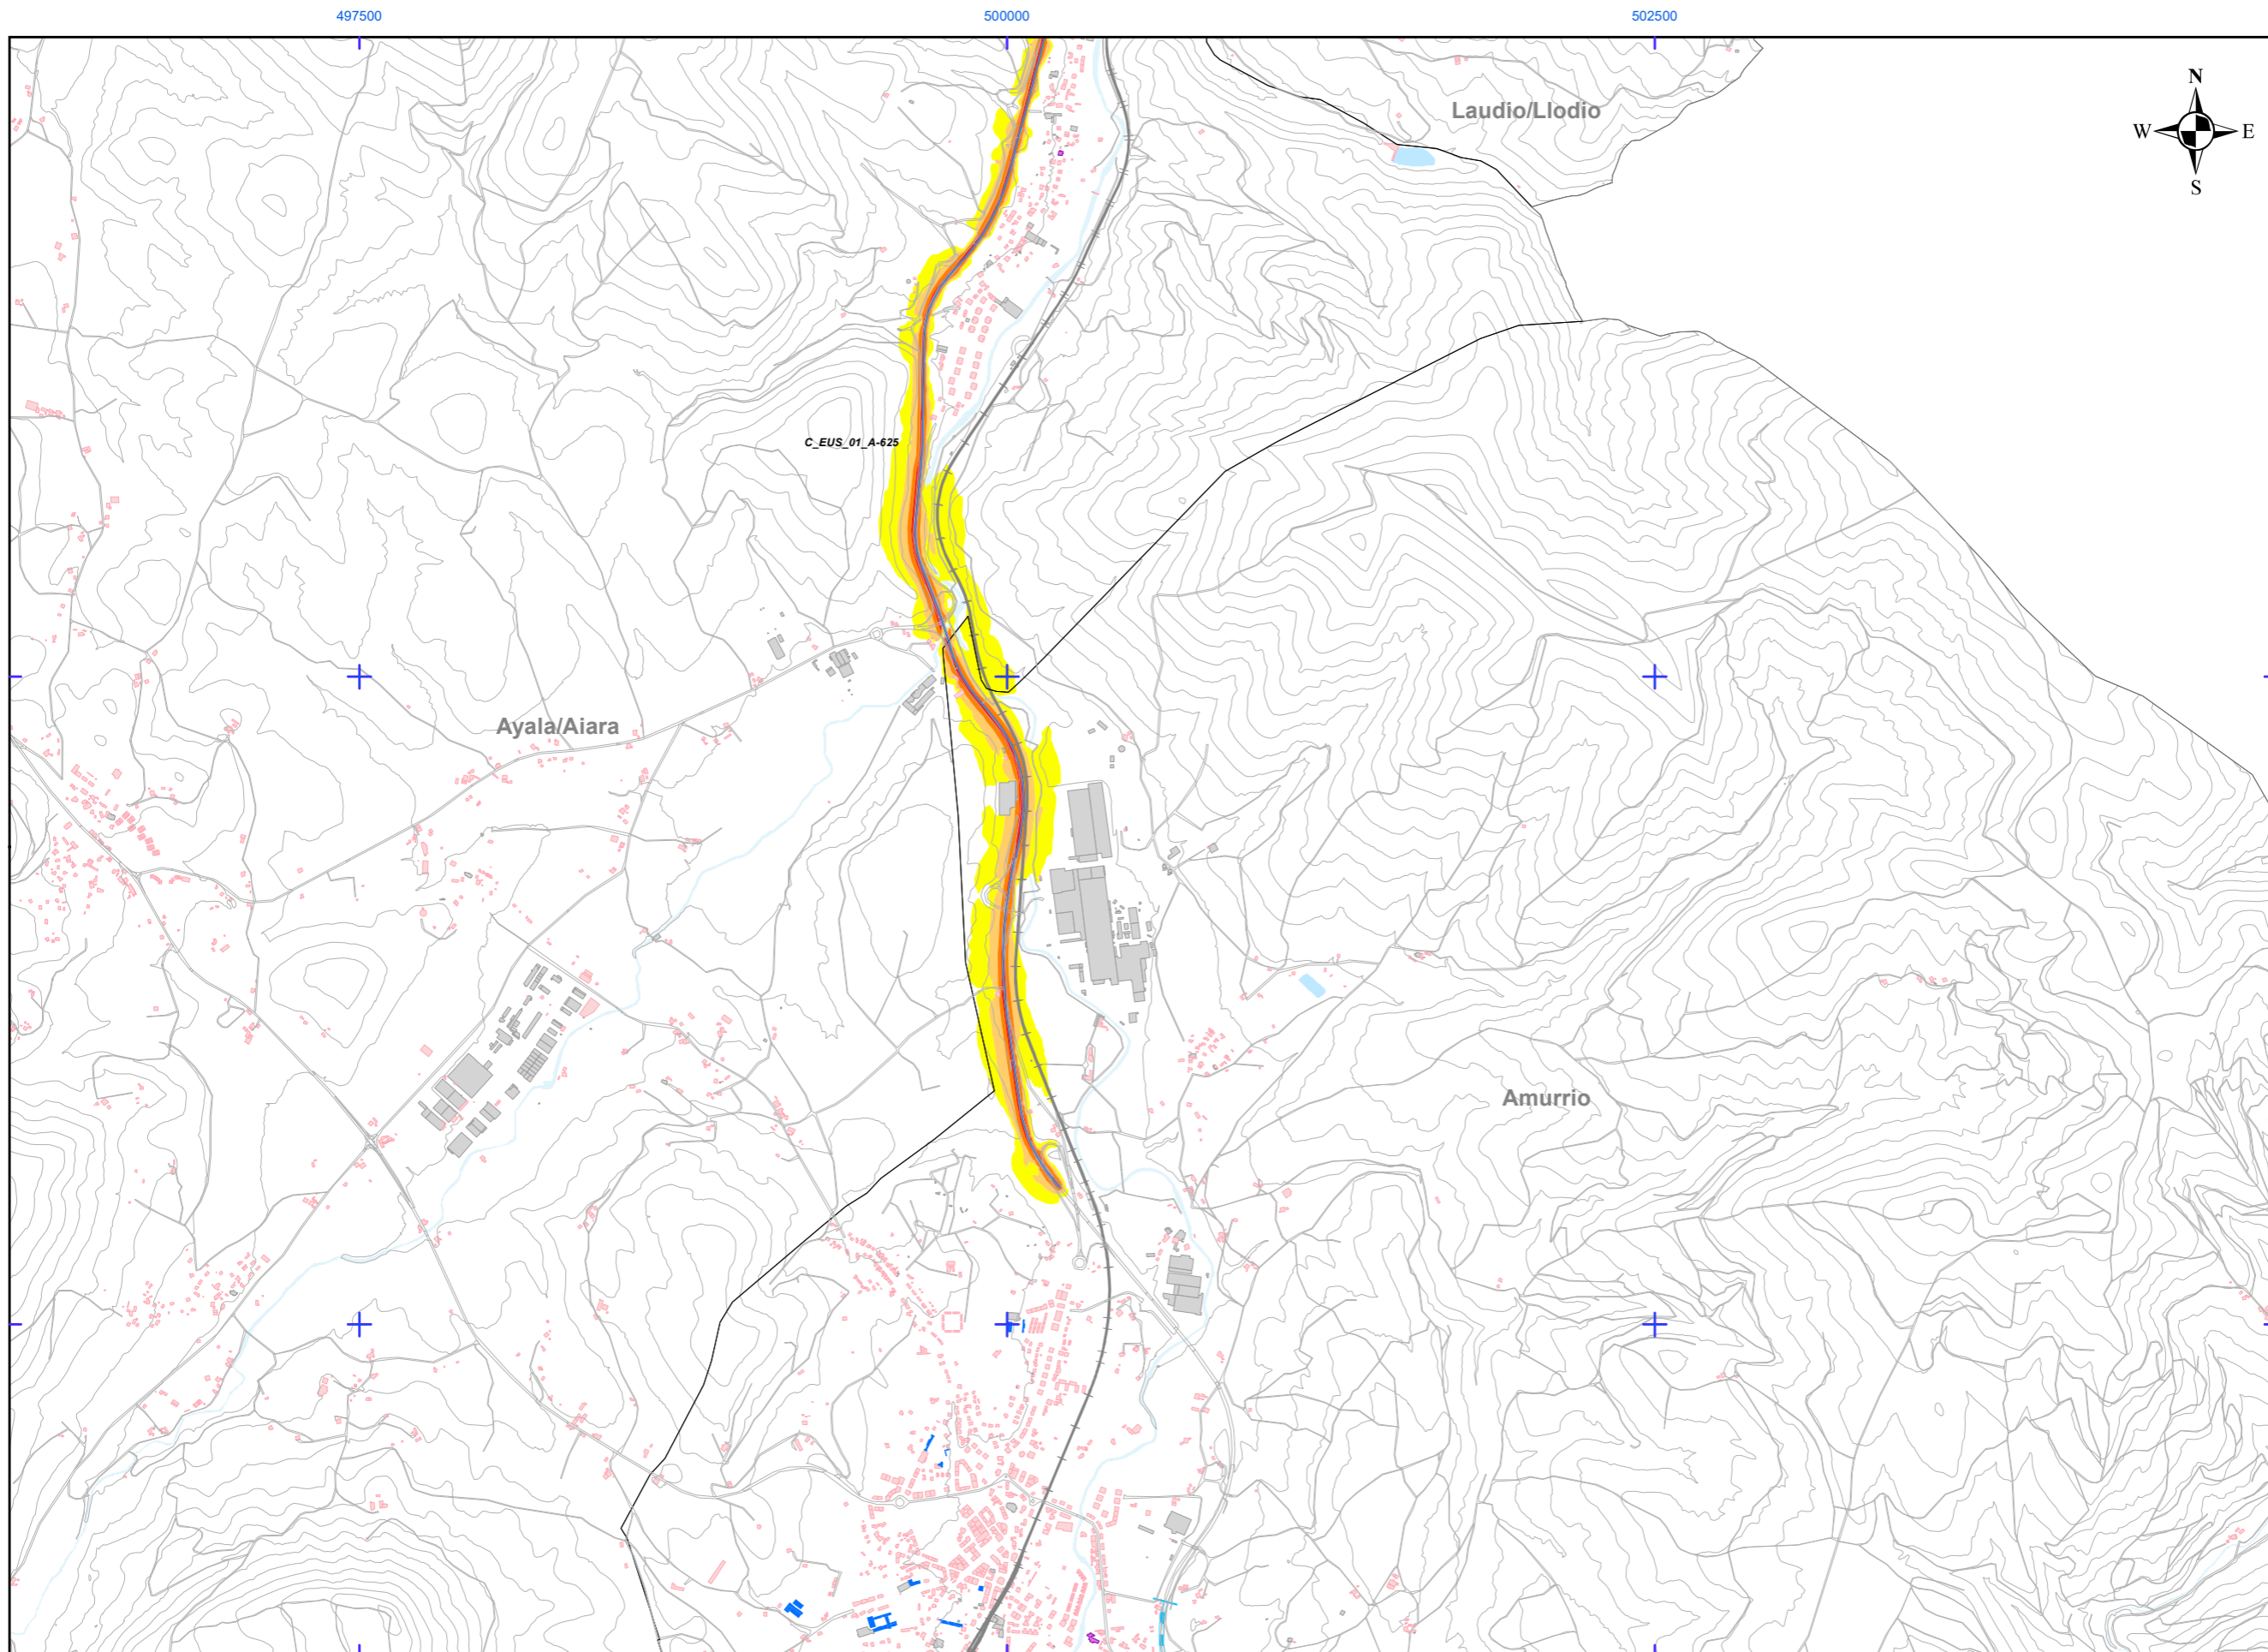 497500 500000 502500
N
W E
S
Laudio/Llodio
C_EUS_01_A-625
Ayala/Aiara
Amurrio